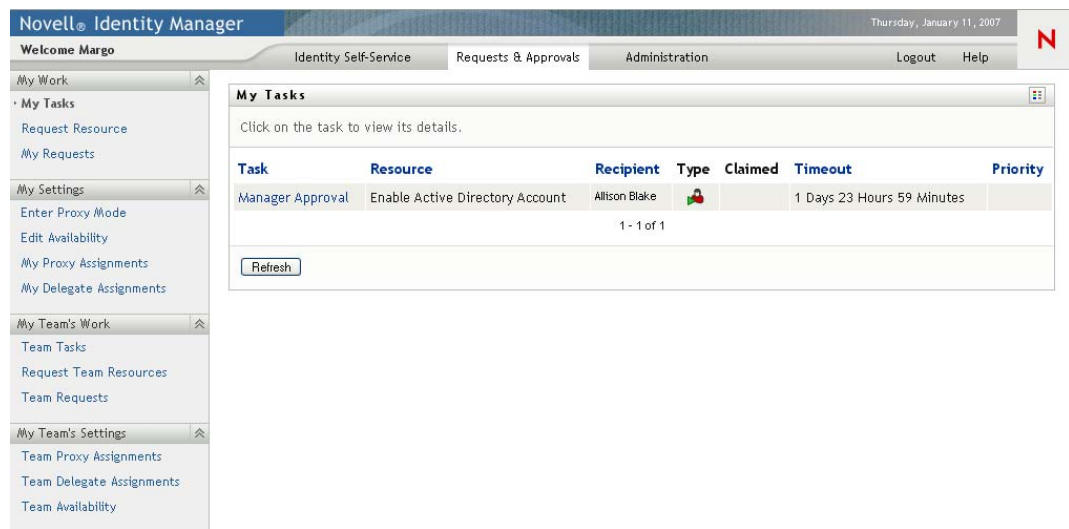 Novell® Identity Manager
Thursday, January 11, 2007
N
Welcome Margo
Identity Self-Service
Requests & Approvals
Administration
Logout
Help
My Work
· My Tasks
Request Resource
My Requests
My Settings
Enter Proxy Mode
Edit Availability
My Proxy Assignments
My Delegate Assignments
My Team's Work
Team Tasks
Request Team Resources
Team Requests
My Team's Settings
Team Proxy Assignments
Team Delegate Assignments
Team Availability
My Tasks
Click on the task to view its details.
Task Resource Recipient Type Claimed Timeout Priority
Manager Approval Enable Active Directory Account Allison Blake 1 Days 23 Hours 59 Minutes
1 - 1 of 1
Refresh